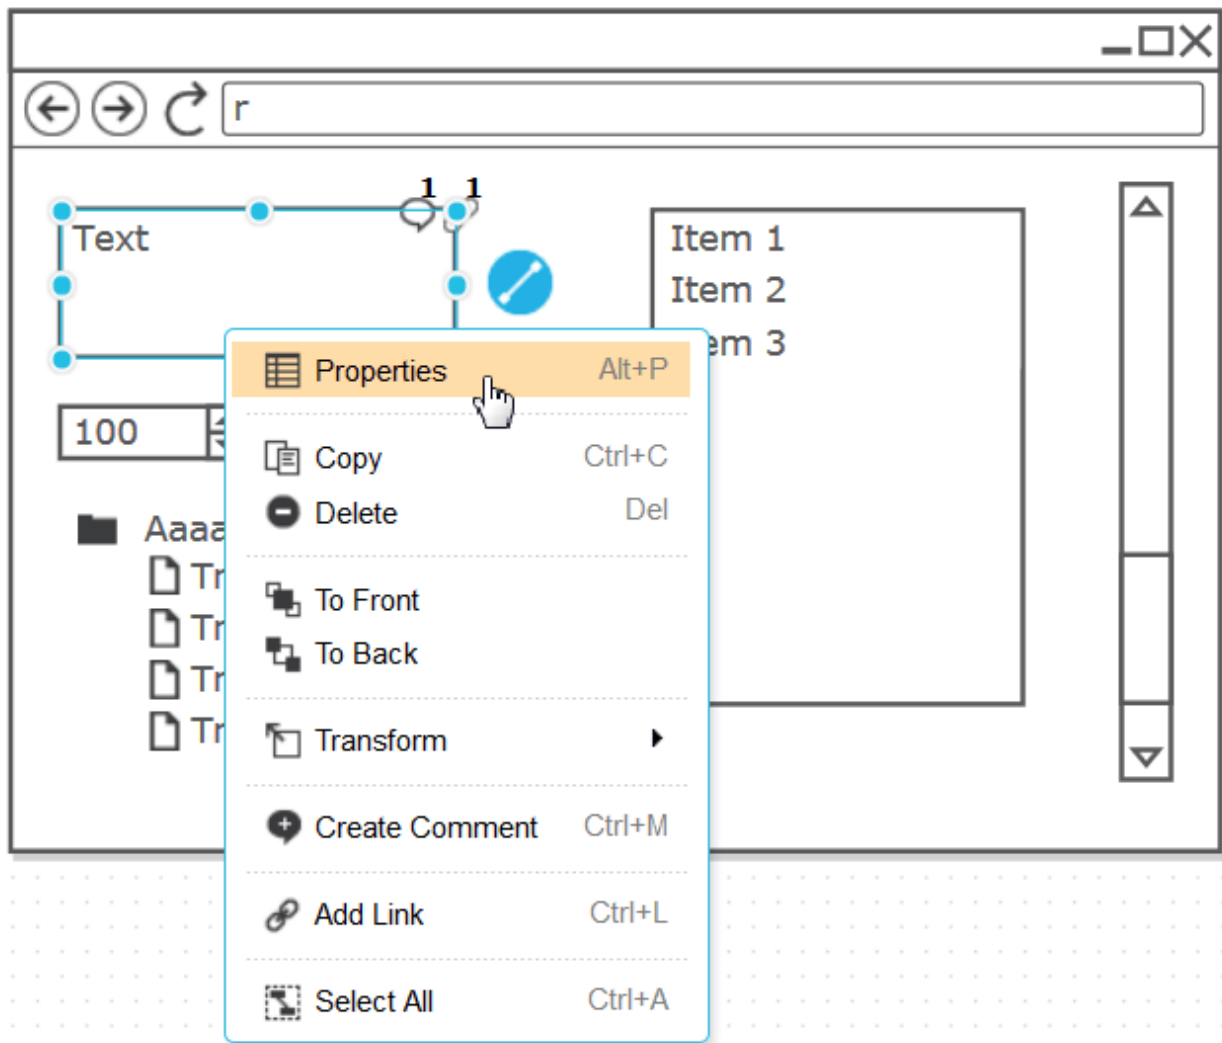 r
1 1
Text
Item 1
Item 2
em 3
Properties Alt+P
100
Copy Ctrl+C
Delete Del
Aaaa
Tr
To Front
Tr
To Back
Tr
Tr
Transform
Create Comment Ctrl+M
Add Link Ctrl+L
Select All Ctrl+A